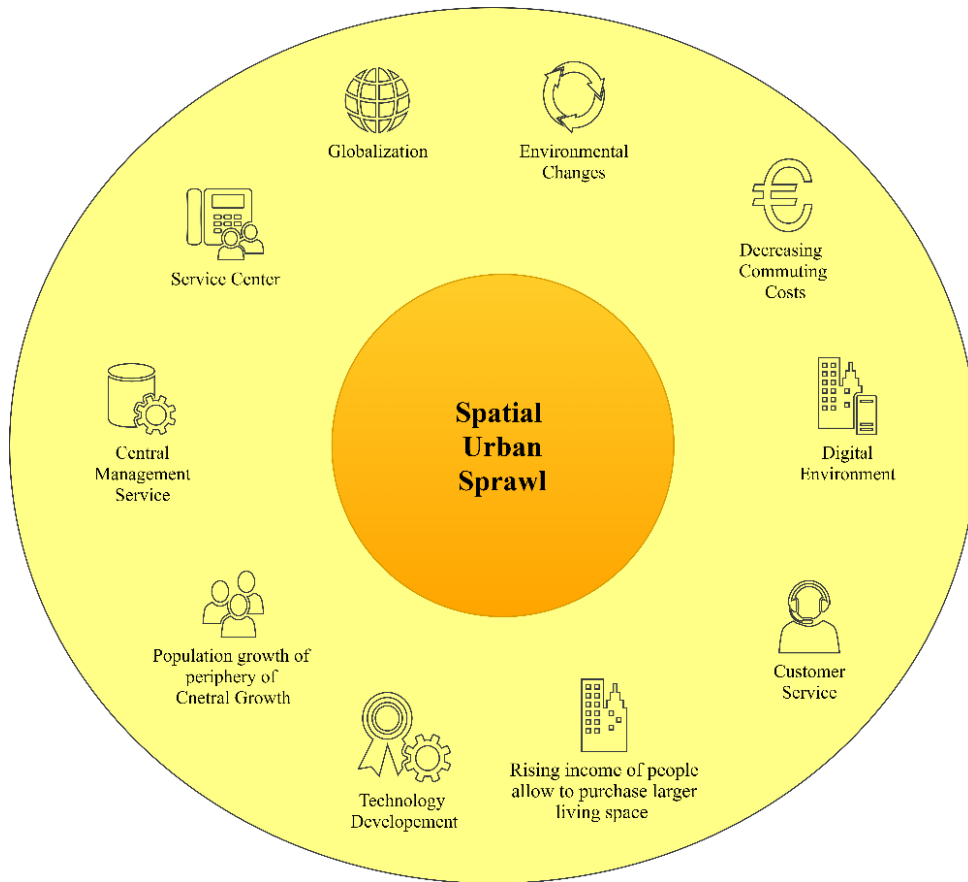 Globalization
Environmental
Changes
Service Center
Decreasing
Commuting
Costs
Spatial
Urban
Sprawl
Central
Management
Service
Digital
Environment
Population growth of
periphery of
Cnetral Growth
Customer
Service
Technology
Developement
Rising income of people
allow to purchase larger
living space